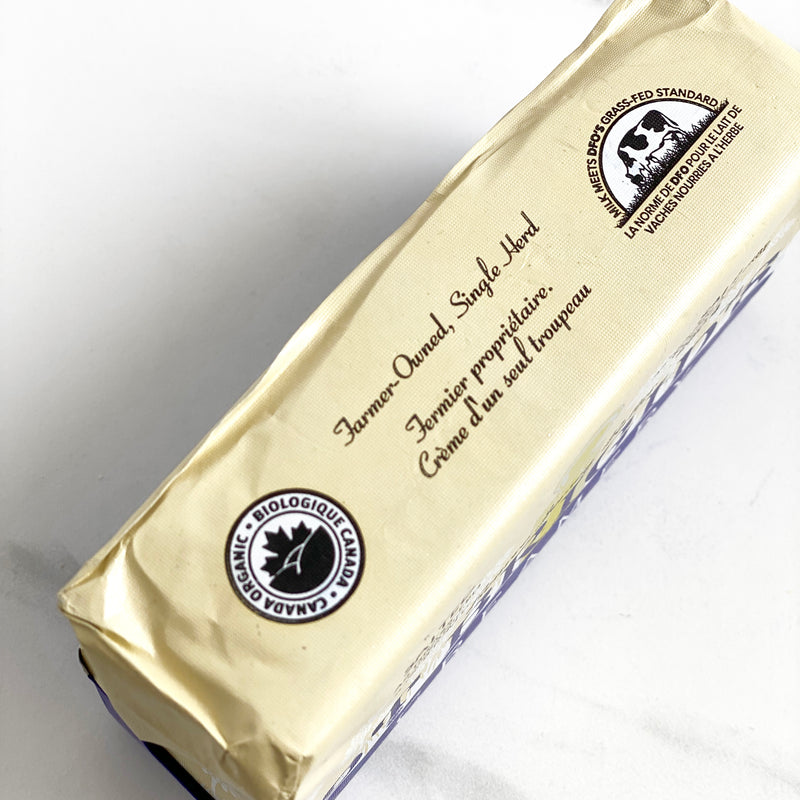 MILK MEETS DFO'S GRASS-FED STANDARD
LA NORME DE DFO POUR LE LAIT DE
VACHES NOURRIES À L'HERBE
Farmer-Owned, Single Herd
Fermier propriétaire.
Crème d'un seul troupeau
BIOLOGIQUE CANADA • CANADA ORGANIC •